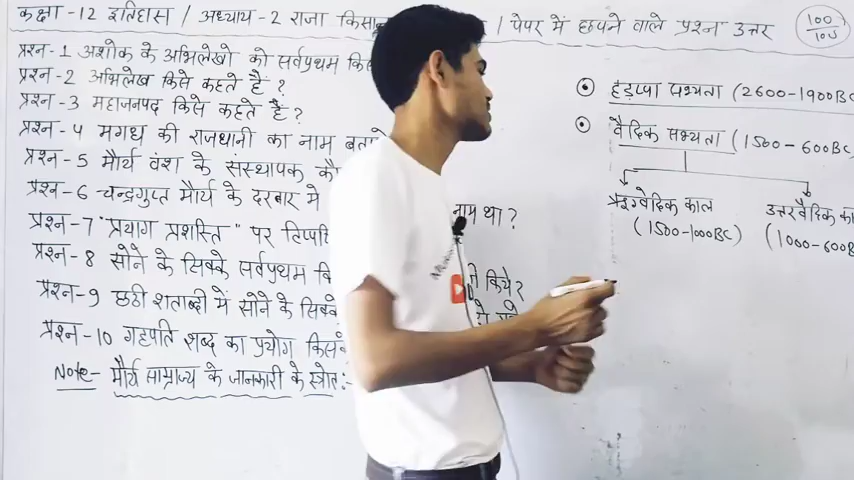 कक्षा -12 इतिहास / अध्याय -2 राजा किसान / पेपर में छपने वाले प्रश्न उत्तर
100/100
प्रश्न - 1 अशोक के अभिलेखो को सर्वप्रथम
प्रश्न - 2 अभिलेख किसे कहते हैं ?
प्रश्न - 3 महाजनपद किसे कहते हैं ?
प्रश्न - 4 मगध की राजधानी का नाम
प्रश्न - 5 मौर्य वंश के संस्थापक
प्रश्न - 6 चन्द्रगुप्त मौर्य के दरबार मे नाम था ?
प्रश्न - 7 "प्रयाग प्रशस्ति" पर
प्रश्न - 8 सोने के सिक्के सर्वप्रथम ने किये ?
प्रश्न - 9 छठी शताब्दी में सोने के
प्रश्न - 10 गहपति शब्द का प्रयोग
Note - मौर्य साम्राज्य के जानकारी के स्त्रोत :-
हड़प्पा सभ्यता (2600-1900BC
वैदिक सभ्यता (1500 - 600BC
ऋग्वैदिक काल
(1500-1000BC)
उत्तरवैदिक
(1000-600B